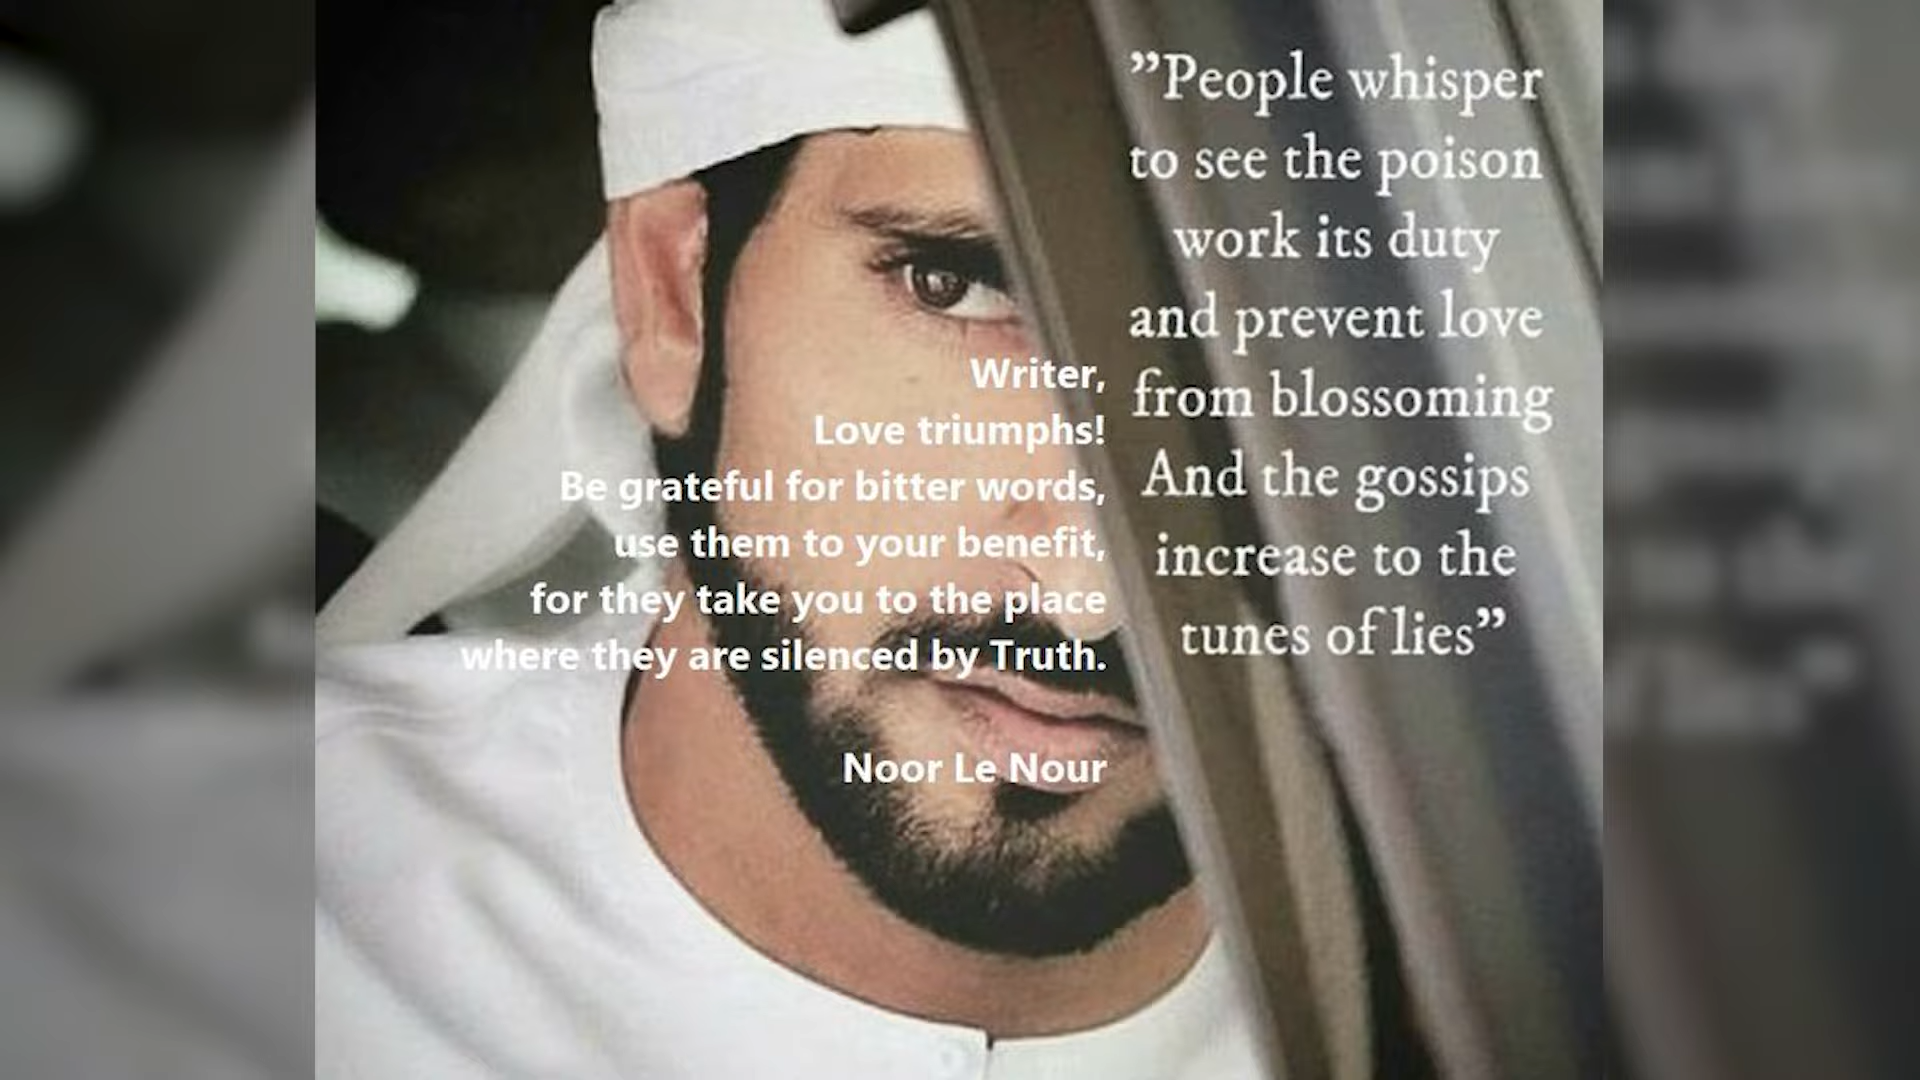 ”People whisper
to see the poison
work its duty
and prevent love
from blossoming
And the gossips
increase to the
tunes of lies”
Writer,
Love triumphs!
Be grateful for bitter words,
use them to your benefit,
for they take you to the place
where they are silenced by Truth.
Noor Le Nour